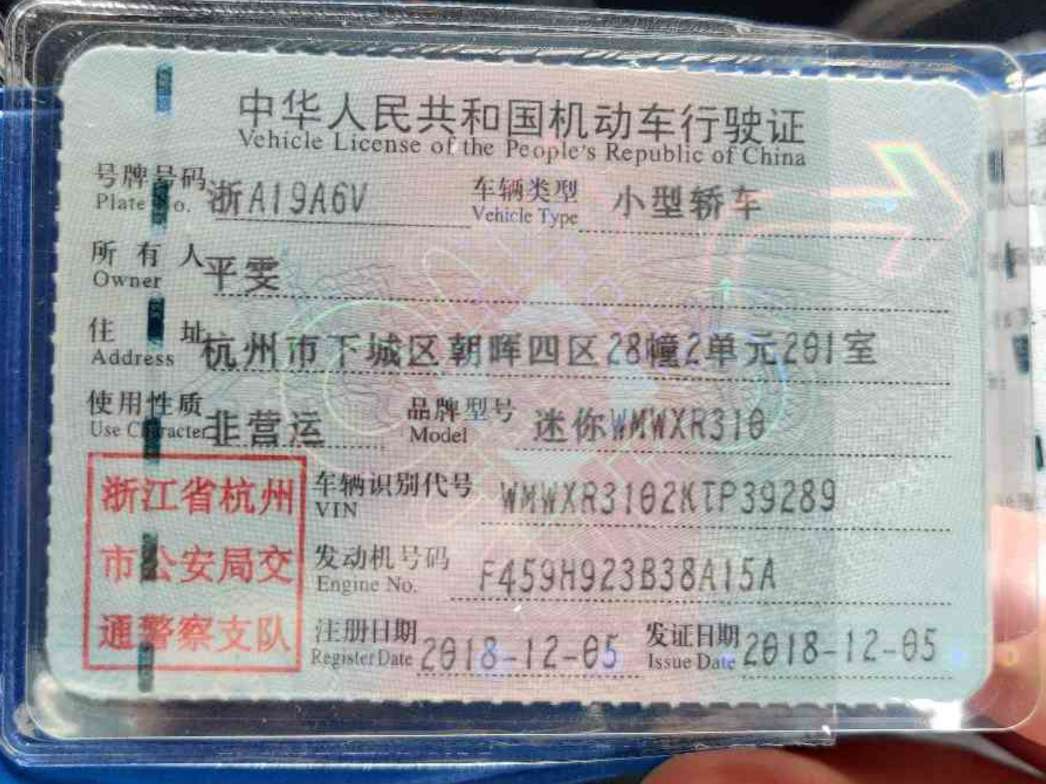 中华人民共和国机动车行驶证
Vehicle License of the People's Republic of China
号牌号码 浙A19A6V 车辆类型 小型轿车
Plate No. Vehicle Type
所有人 平雯
Owner
住址 杭州市下城区朝晖四区28幢2单元201室
Address
使用性质 非营运 品牌型号 迷你WMWXR310
Use Character Model
浙江省杭州 车辆识别代号 WMWXR3102KTP39289
VIN
市公安局交 发动机号码 F459H923B38A15A
Engine No.
通警察支队 注册日期 2018-12-05 发证日期 2018-12-05
Register Date Issue Date